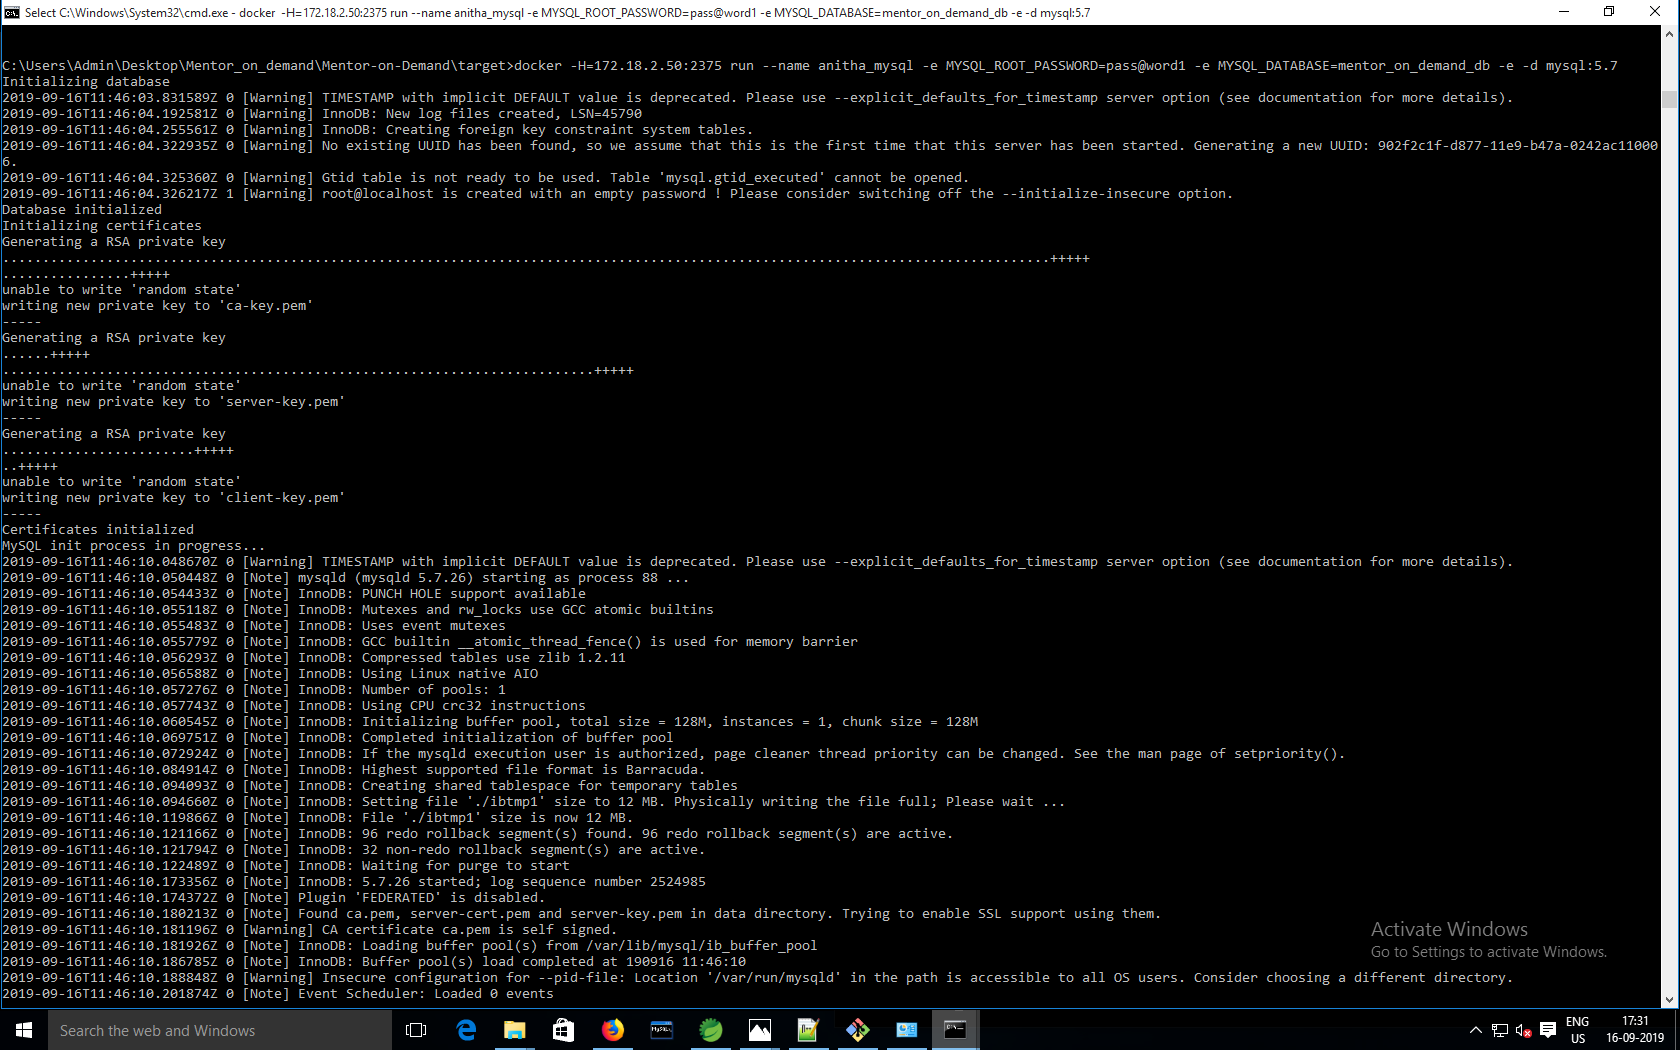 Select C:\Windows\System32\cmd.exe - docker -H=172.18.2.50:2375 run --name anitha_mysql -e MYSQL_ROOT_PASSWORD=pass@word1 -e MYSQL_DATABASE=mentor_on_demand_db -e -d mysql:5.7
C:\Users\Admin\Desktop\Mentor_on_demand\Mentor-on-Demand\target>docker -H=172.18.2.50:2375 run --name anitha_mysql -e MYSQL_ROOT_PASSWORD=pass@word1 -e MYSQL_DATABASE=mentor_on_demand_db -e -d mysql:5.7
Initializing database
2019-09-16T11:46:03.831589Z 0 [Warning] TIMESTAMP with implicit DEFAULT value is deprecated. Please use --explicit_defaults_for_timestamp server option (see documentation for more details).
2019-09-16T11:46:04.192581Z 0 [Warning] InnoDB: New log files created, LSN=45790
2019-09-16T11:46:04.255561Z 0 [Warning] InnoDB: Creating foreign key constraint system tables.
2019-09-16T11:46:04.322935Z 0 [Warning] No existing UUID has been found, so we assume that this is the first time that this server has been started. Generating a new UUID: 902f2c1f-d877-11e9-b47a-0242ac11000
6.
2019-09-16T11:46:04.325360Z 0 [Warning] Gtid table is not ready to be used. Table 'mysql.gtid_executed' cannot be opened.
2019-09-16T11:46:04.326217Z 1 [Warning] root@localhost is created with an empty password ! Please consider switching off the --initialize-insecure option.
Database initialized
Initializing certificates
Generating a RSA private key
...................................................................................................................................+++++
................+++++
unable to write 'random state'
writing new private key to 'ca-key.pem'
-----
Generating a RSA private key
......+++++
..........................................................................+++++
unable to write 'random state'
writing new private key to 'server-key.pem'
-----
Generating a RSA private key
........................+++++
..+++++
unable to write 'random state'
writing new private key to 'client-key.pem'
-----
Certificates initialized
MySQL init process in progress...
2019-09-16T11:46:10.048670Z 0 [Warning] TIMESTAMP with implicit DEFAULT value is deprecated. Please use --explicit_defaults_for_timestamp server option (see documentation for more details).
2019-09-16T11:46:10.050448Z 0 [Note] mysqld (mysqld 5.7.26) starting as process 88 ...
2019-09-16T11:46:10.054433Z 0 [Note] InnoDB: PUNCH HOLE support available
2019-09-16T11:46:10.055118Z 0 [Note] InnoDB: Mutexes and rw_locks use GCC atomic builtins
2019-09-16T11:46:10.055483Z 0 [Note] InnoDB: Uses event mutexes
2019-09-16T11:46:10.055779Z 0 [Note] InnoDB: GCC builtin __atomic_thread_fence() is used for memory barrier
2019-09-16T11:46:10.056293Z 0 [Note] InnoDB: Compressed tables use zlib 1.2.11
2019-09-16T11:46:10.056588Z 0 [Note] InnoDB: Using Linux native AIO
2019-09-16T11:46:10.057276Z 0 [Note] InnoDB: Number of pools: 1
2019-09-16T11:46:10.057743Z 0 [Note] InnoDB: Using CPU crc32 instructions
2019-09-16T11:46:10.060545Z 0 [Note] InnoDB: Initializing buffer pool, total size = 128M, instances = 1, chunk size = 128M
2019-09-16T11:46:10.069751Z 0 [Note] InnoDB: Completed initialization of buffer pool
2019-09-16T11:46:10.072924Z 0 [Note] InnoDB: If the mysqld execution user is authorized, page cleaner thread priority can be changed. See the man page of setpriority().
2019-09-16T11:46:10.084914Z 0 [Note] InnoDB: Highest supported file format is Barracuda.
2019-09-16T11:46:10.094093Z 0 [Note] InnoDB: Creating shared tablespace for temporary tables
2019-09-16T11:46:10.094660Z 0 [Note] InnoDB: Setting file './ibtmp1' size to 12 MB. Physically writing the file full; Please wait ...
2019-09-16T11:46:10.119866Z 0 [Note] InnoDB: File './ibtmp1' size is now 12 MB.
2019-09-16T11:46:10.121166Z 0 [Note] InnoDB: 96 redo rollback segment(s) found. 96 redo rollback segment(s) are active.
2019-09-16T11:46:10.121794Z 0 [Note] InnoDB: 32 non-redo rollback segment(s) are active.
2019-09-16T11:46:10.122489Z 0 [Note] InnoDB: Waiting for purge to start
2019-09-16T11:46:10.173356Z 0 [Note] InnoDB: 5.7.26 started; log sequence number 2524985
2019-09-16T11:46:10.174372Z 0 [Note] Plugin 'FEDERATED' is disabled.
2019-09-16T11:46:10.180213Z 0 [Note] Found ca.pem, server-cert.pem and server-key.pem in data directory. Trying to enable SSL support using them.
2019-09-16T11:46:10.181196Z 0 [Warning] CA certificate ca.pem is self signed.
2019-09-16T11:46:10.181926Z 0 [Note] InnoDB: Loading buffer pool(s) from /var/lib/mysql/ib_buffer_pool
2019-09-16T11:46:10.186785Z 0 [Note] InnoDB: Buffer pool(s) load completed at 190916 11:46:10
2019-09-16T11:46:10.188848Z 0 [Warning] Insecure configuration for --pid-file: Location '/var/run/mysqld' in the path is accessible to all OS users. Consider choosing a different directory.
2019-09-16T11:46:10.201874Z 0 [Note] Event Scheduler: Loaded 0 events
Activate Windows
Go to Settings to activate Windows.
Search the web and Windows
ENG
US
17:31
16-09-2019